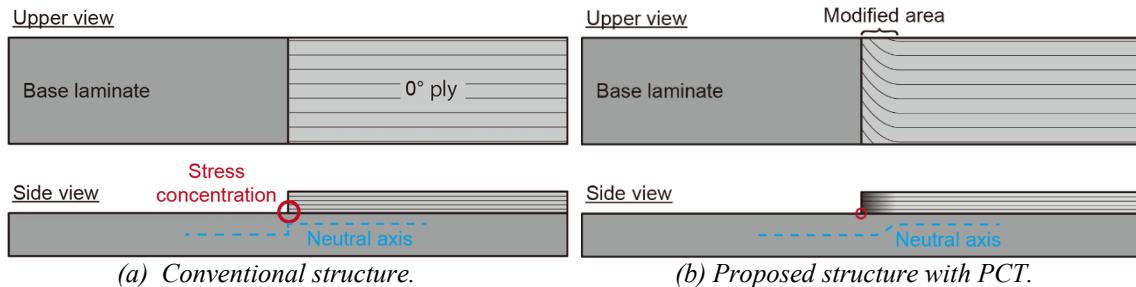 Upper view
Base laminate
0° ply
Side view
Stress
concentration
Neutral axis
(a) Conventional structure.
Upper view
Modified area
Base laminate
Side view
Neutral axis
(b) Proposed structure with PCT.